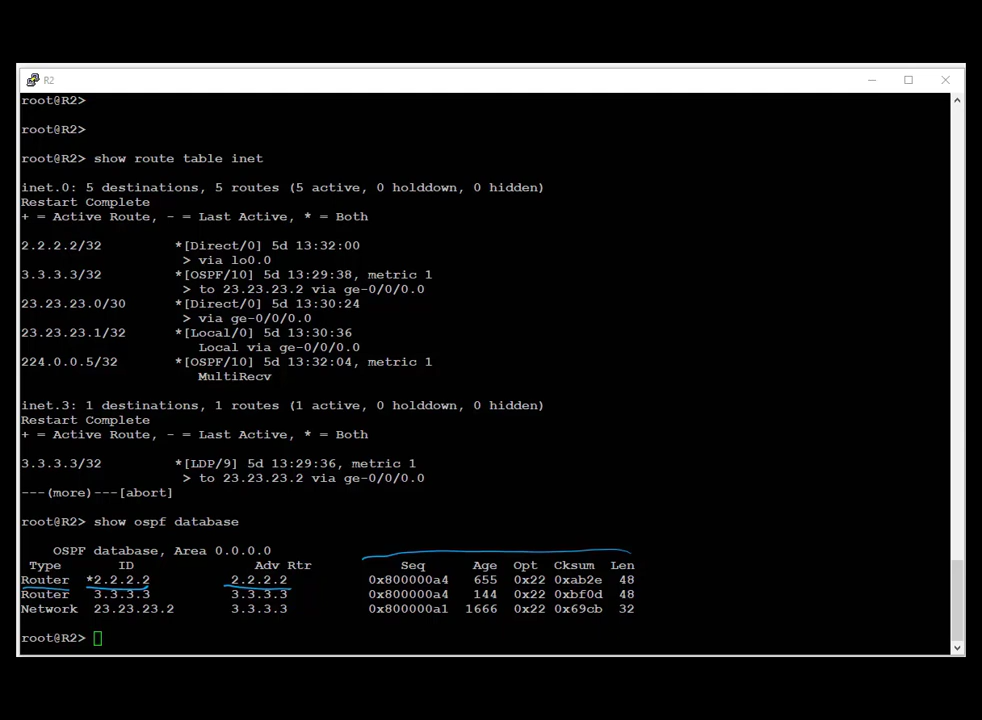 R2
root@R2>
root@R2>
root@R2> show route table inet
inet.0: 5 destinations, 5 routes (5 active, 0 holddown, 0 hidden)
Restart Complete
+ = Active Route, - = Last Active, * = Both
2.2.2.2/32 *[Direct/0] 5d 13:32:00
> via lo0.0
3.3.3.3/32 *[OSPF/10] 5d 13:29:38, metric 1
> to 23.23.23.2 via ge-0/0/0.0
23.23.23.0/30 *[Direct/0] 5d 13:30:24
> via ge-0/0/0.0
23.23.23.1/32 *[Local/0] 5d 13:30:36
Local via ge-0/0/0.0
224.0.0.5/32 *[OSPF/10] 5d 13:32:04, metric 1
MultiRecv
inet.3: 1 destinations, 1 routes (1 active, 0 holddown, 0 hidden)
Restart Complete
+ = Active Route, - = Last Active, * = Both
3.3.3.3/32 *[LDP/9] 5d 13:29:36, metric 1
> to 23.23.23.2 via ge-0/0/0.0
---(more)---[abort]
root@R2> show ospf database
OSPF database, Area 0.0.0.0
Type ID Adv Rtr Seq Age Opt Cksum Len
Router *2.2.2.2 2.2.2.2 0x800000a4 655 0x22 0xab2e 48
Router 3.3.3.3 3.3.3.3 0x800000a4 144 0x22 0xbf0d 48
Network 23.23.23.2 3.3.3.3 0x800000a1 1666 0x22 0x69cb 32
root@R2>